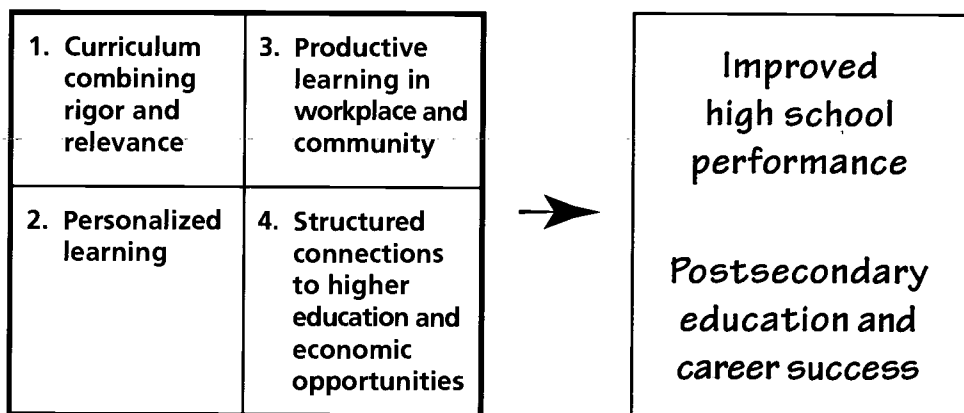 1. Curriculum
combining
rigor and
relevance
2. Personalized
learning
3. Productive
learning in
workplace and
community
4. Structured
connections
to higher
education and
economic
opportunities
Improved
high school
performance
Postsecondary
education and
career success